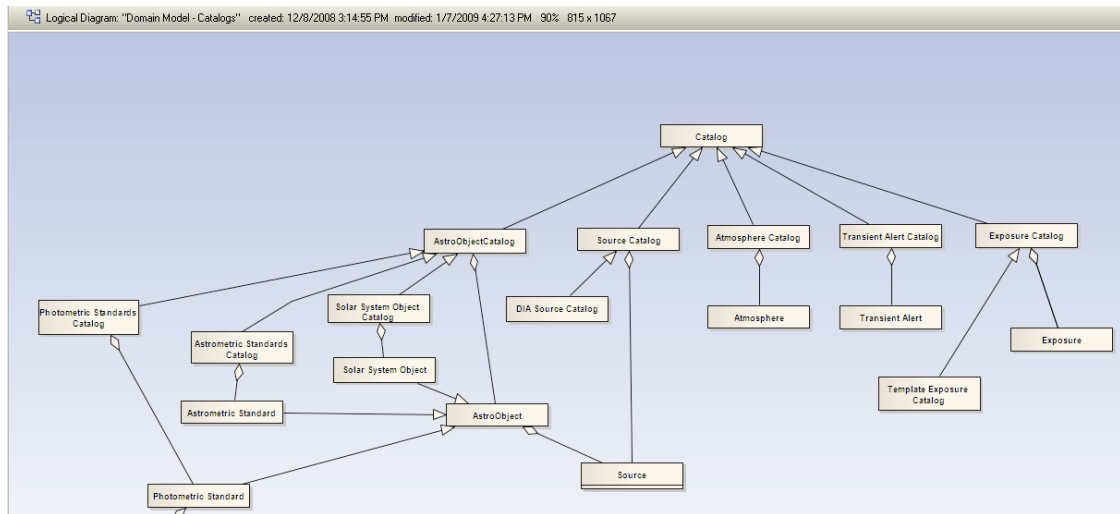 Logical Diagram: "Domain Model - Catalogs" created: 12/8/2008 3:14:55 PM modified: 1/7/2009 4:27:13 PM 90% 815 x 1067
Catalog
AstroObjectCatalog
Source Catalog
Atmosphere Catalog
Transient Alert Catalog
Exposure Catalog
Photometric Standards
Catalog
Solar System Object
Catalog
DIA Source Catalog
Atmosphere
Transient Alert
Astrometric Standards
Catalog
Exposure
Solar System Object
Template Exposure
Catalog
Astrometric Standard
AstroObject
Source
Photometric Standard